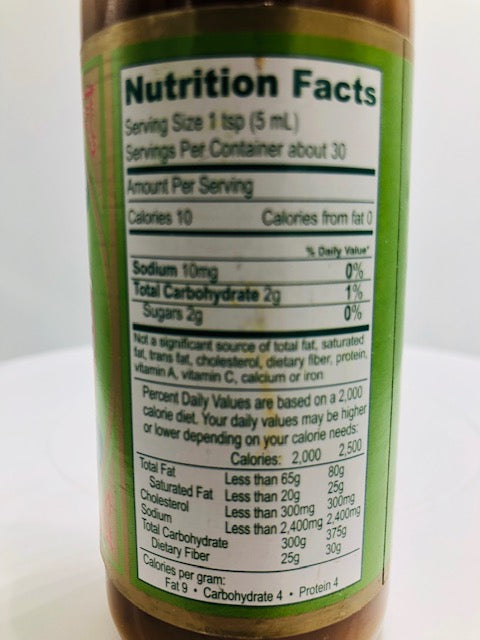 Nutrition Facts
Serving Size 1 tsp (5 mL)
Servings Per Container about 30
Amount Per Serving
Calories 10 Calories from fat 0
% Daily Value*
Sodium 10mg 0%
Total Carbohydrate 2g 1%
Sugars 2g 0%
Not a significant source of total fat, saturated
fat, trans fat, cholesterol, dietary fiber, protein,
vitamin A, vitamin C, calcium or iron
Percent Daily Values are based on a 2,000
calorie diet. Your daily values may be higher
or lower depending on your calorie needs:
Calories: 2,000 2,500
Total Fat Less than 65g 80g
Saturated Fat Less than 20g 25g
Cholesterol Less than 300mg 300mg
Sodium Less than 2,400mg 2,400mg
Total Carbohydrate 300g 375g
Dietary Fiber 25g 30g
Calories per gram:
Fat 9 • Carbohydrate 4 • Protein 4